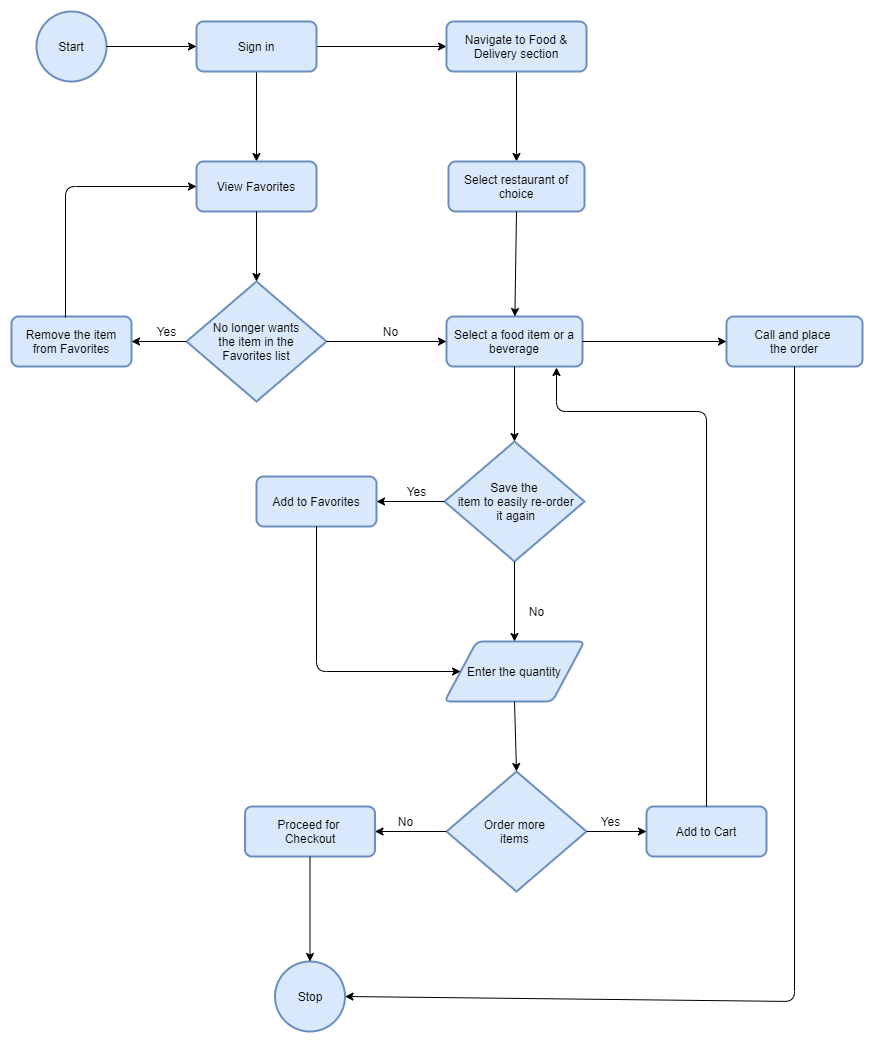 Start
Sign in
Navigate to Food &
Delivery section
View Favorites
Select restaurant of
choice
Remove the item
from Favorites
Yes
No longer wants
the item in the
Favorites list
No
Select a food item or a
beverage
Call and place
the order
Add to Favorites
Yes
Save the
item to easily re-order
it again
No
Enter the quantity
Proceed for
Checkout
No
Order more
items
Yes
Add to Cart
Stop